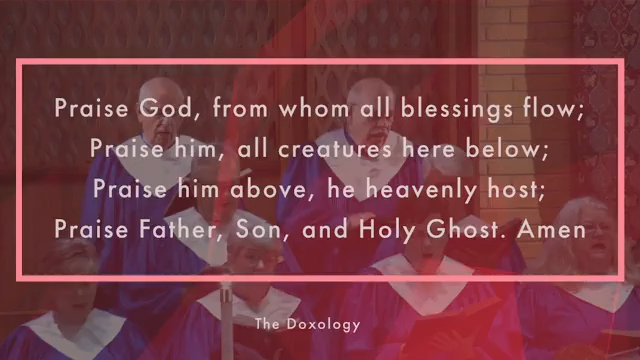 Praise God, from whom all blessings flow;
Praise him, all creatures here below;
Praise him above, he heavenly host;
Praise Father, Son, and Holy Ghost. Amen
The Doxology